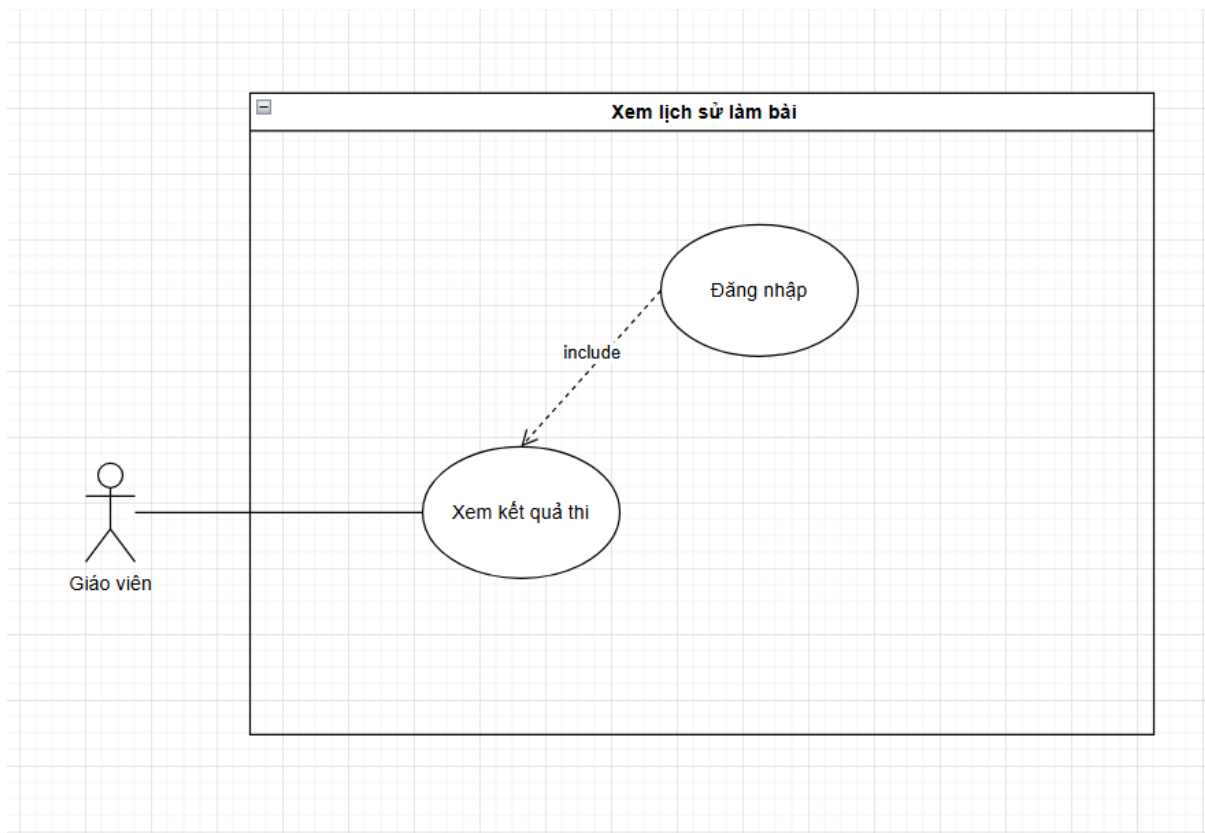 Xem lịch sử làm bài
Đăng nhập
include
Xem kết quả thi
Giáo viên